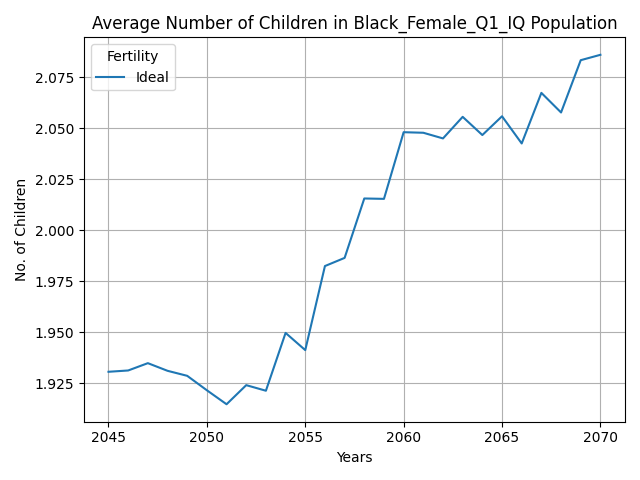 Average Number of Children in Black_Female_Q1_IQ Population
Fertility
Ideal
2.075
2.050
2.025
2.000
1.975
1.950
1.925
No. of Children
2045 2050 2055 2060 2065 2070
Years